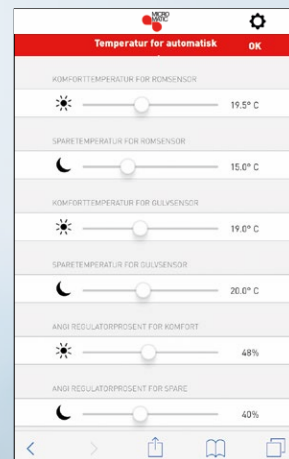 MICRO
MATIC
Temperatur for automatisk
OK
KOMFORTTEMPERATUR FOR ROMSENSOR
19.5° C
SPARETEMPERATUR FOR ROMSENSOR
15.0° C
KOMFORTTEMPERATUR FOR GULVSENSOR
19.0° C
SPARETEMPERATUR FOR GULVSENSOR
20.0° C
ANGI REGULATORPROSENT FOR KOMFORT
48%
ANGI REGULATORPROSENT FOR SPARE
40%